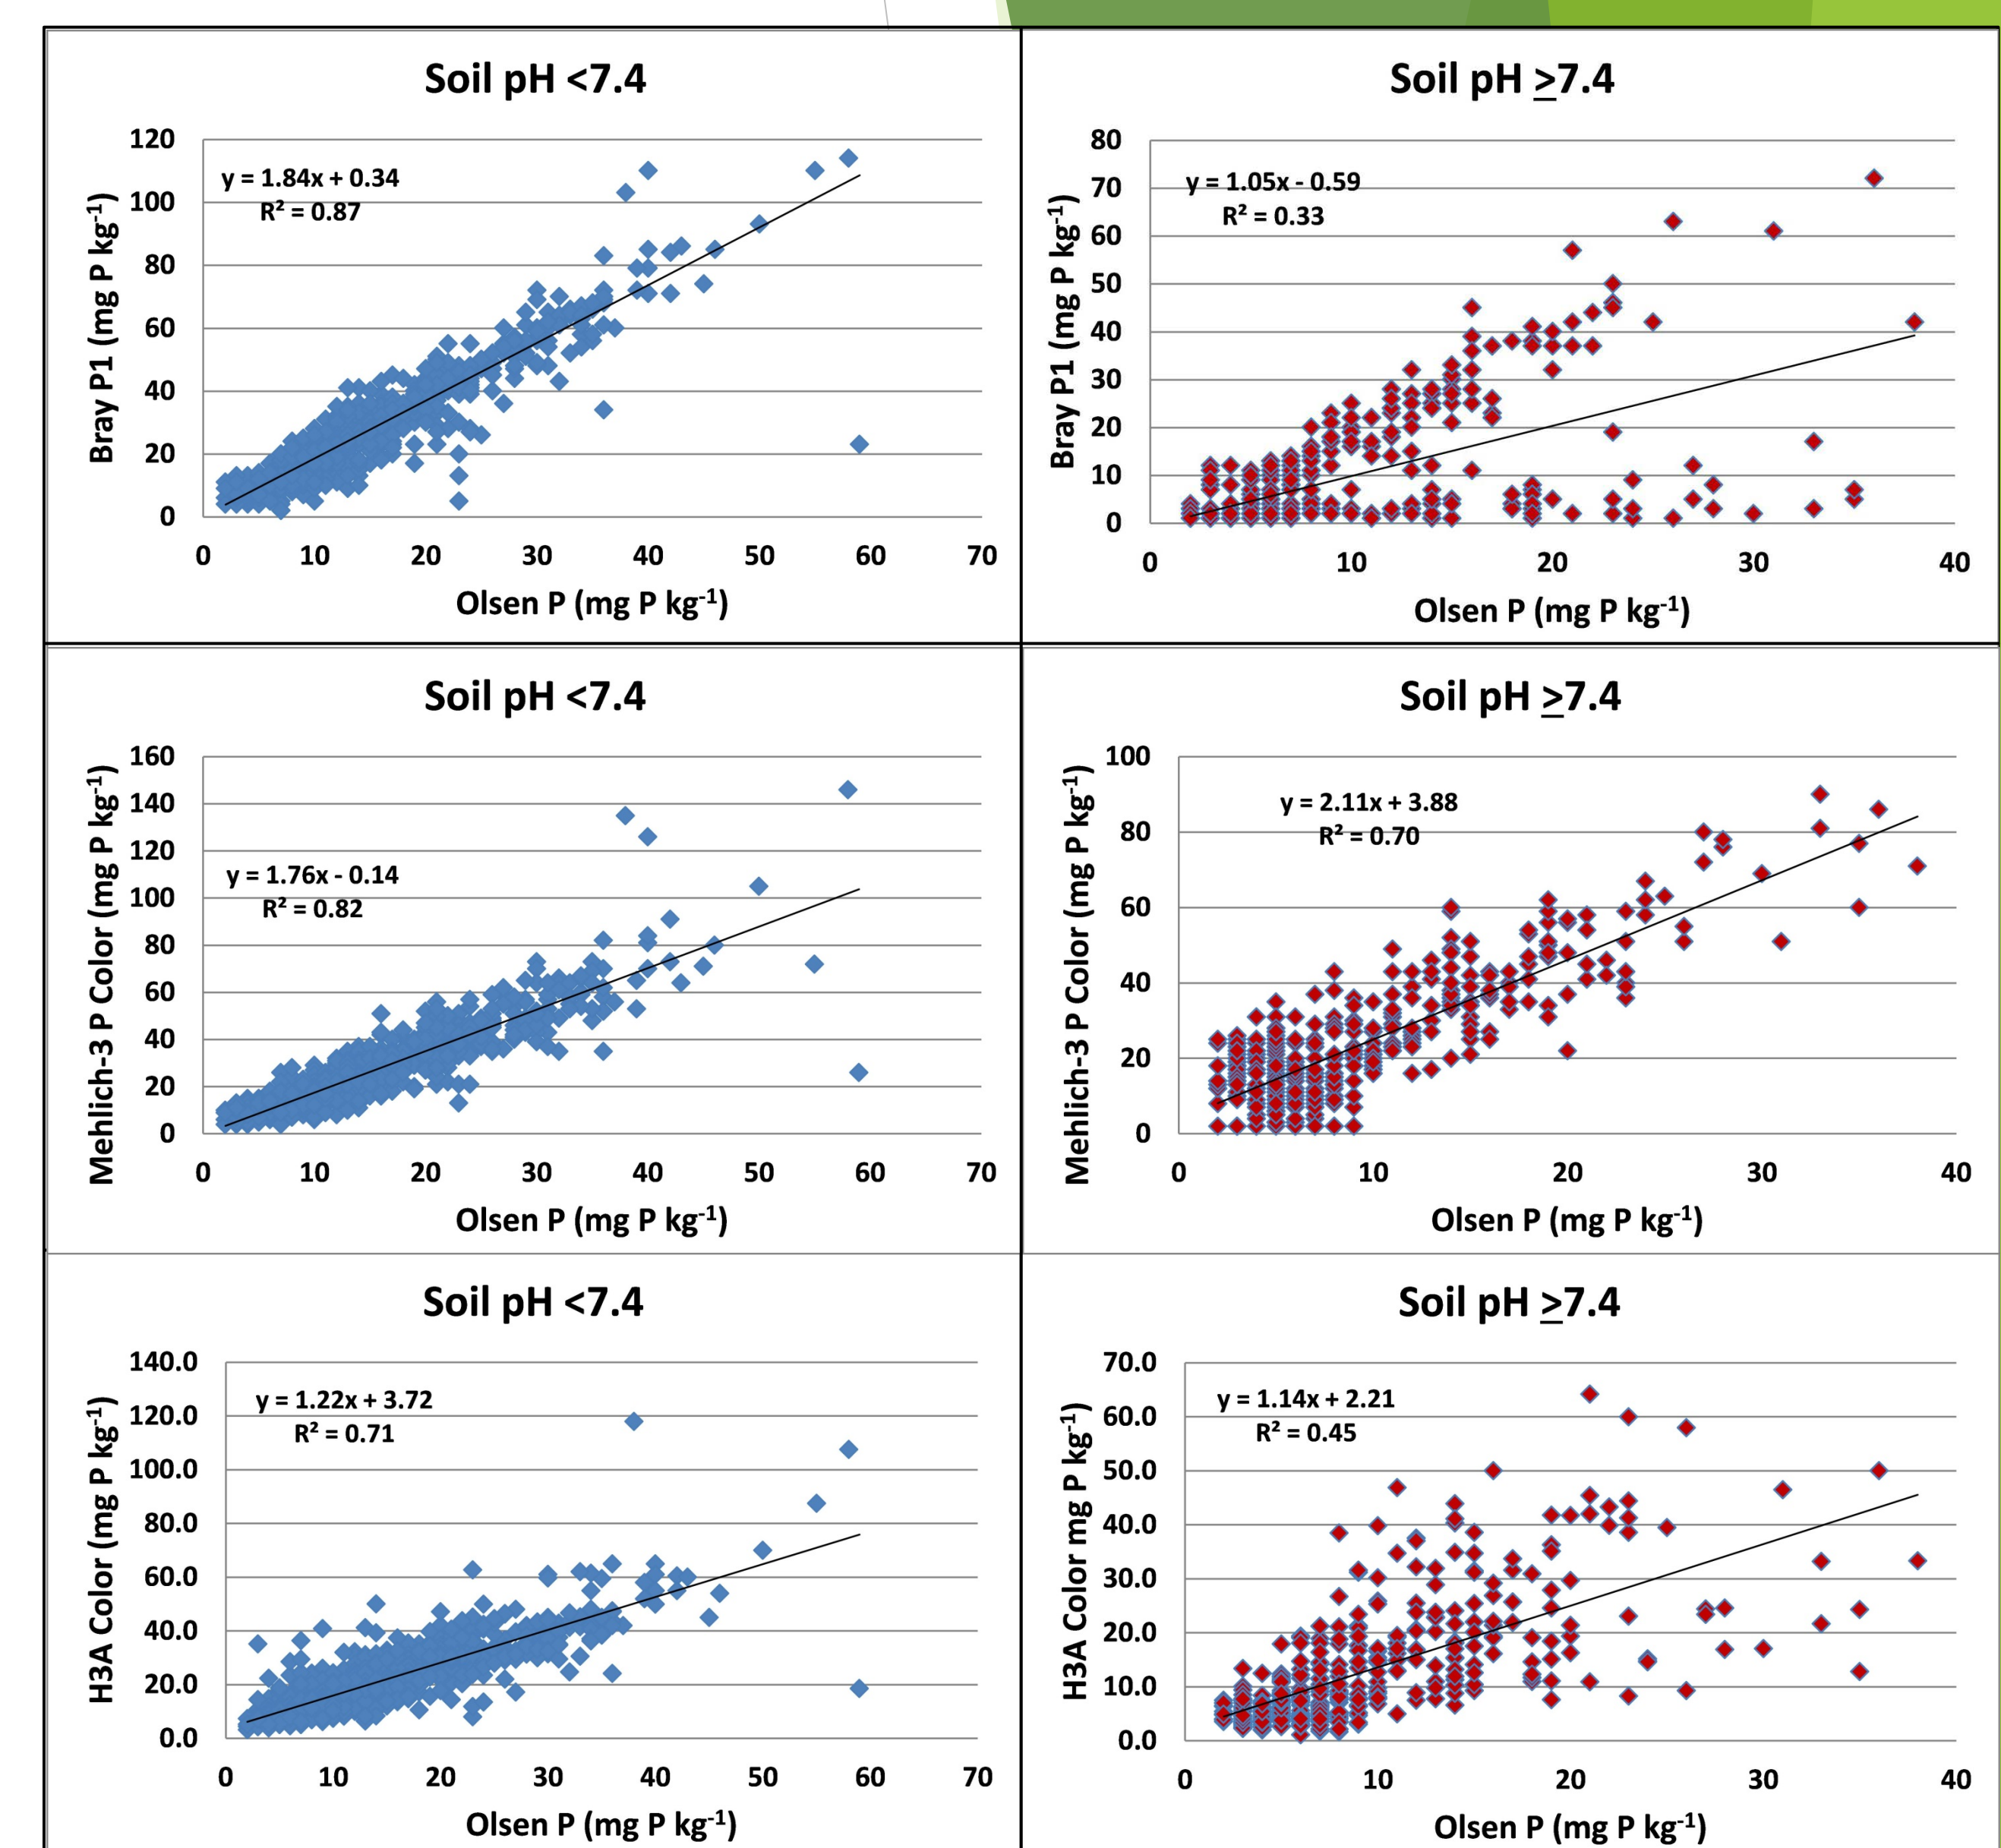 Soil pH <7.4
120
100
80
60
40
20
0
y = 1.84x + 0.34
R² = 0.87
Bray P1 (mg P kg⁻¹)
0 10 20 30 40 50 60 70
Olsen P (mg P kg⁻¹)
Soil pH ≥7.4
80
70
60
50
40
30
20
10
0
y = 1.05x - 0.59
R² = 0.33
Bray P1 (mg P kg⁻¹)
0 10 20 30 40
Olsen P (mg P kg⁻¹)
Soil pH <7.4
160
140
120
100
80
60
40
20
0
y = 1.76x - 0.14
R² = 0.82
Mehlich-3 P Color (mg P kg⁻¹)
0 10 20 30 40 50 60 70
Olsen P (mg P kg⁻¹)
Soil pH ≥7.4
100
80
60
40
20
0
y = 2.11x + 3.88
R² = 0.70
Mehlich-3 P Color (mg P kg⁻¹)
0 10 20 30 40
Olsen P (mg P kg⁻¹)
Soil pH <7.4
140.0
120.0
100.0
80.0
60.0
40.0
20.0
0.0
y = 1.22x + 3.72
R² = 0.71
H3A Color (mg P kg⁻¹)
0 10 20 30 40 50 60 70
Olsen P (mg P kg⁻¹)
Soil pH ≥7.4
70.0
60.0
50.0
40.0
30.0
20.0
10.0
0.0
y = 1.14x + 2.21
R² = 0.45
H3A Color mg P kg⁻¹)
0 10 20 30 40
Olsen P (mg P kg⁻¹)